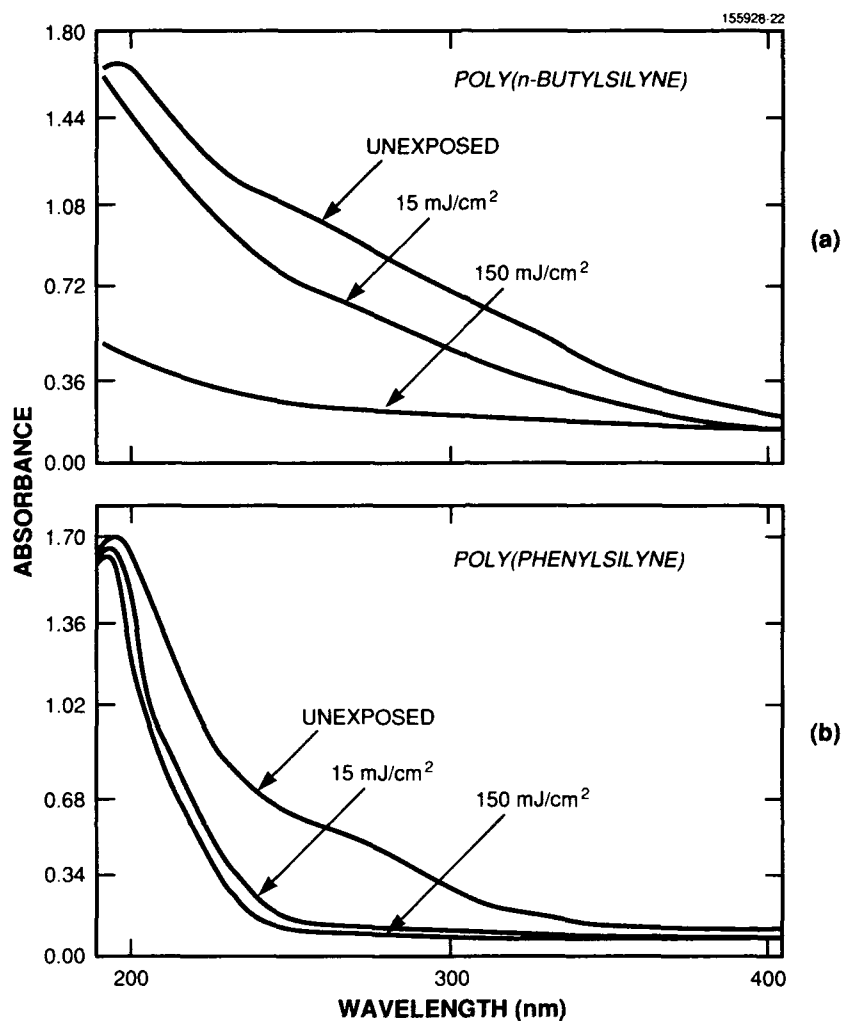 155928-22
1.80
1.44
1.08
0.72
0.36
0.00
POLY(n-BUTYLSILYNE)
UNEXPOSED
15 mJ/cm²
150 mJ/cm²
(a)
ABSORBANCE
1.70
1.36
1.02
0.68
0.34
0.00
POLY(PHENYLSILYNE)
UNEXPOSED
15 mJ/cm²
150 mJ/cm²
(b)
200
300
400
WAVELENGTH (nm)